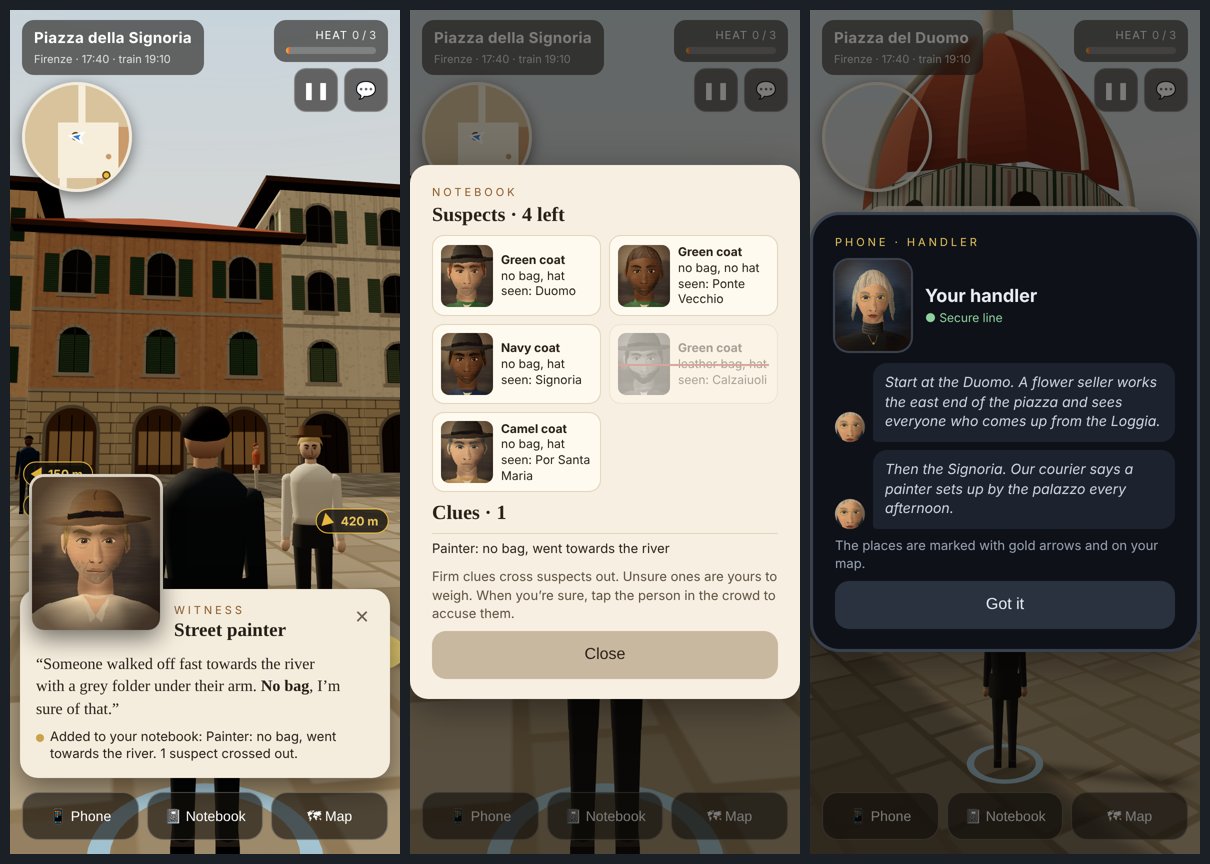 Piazza della Signoria
Firenze · 17:40 · train 19:10
HEAT 0 / 3
150 m
420 m
WITNESS
Street painter
“Someone walked off fast towards the river
with a grey folder under their arm. No bag, I’m
sure of that.”
Added to your notebook: Painter: no bag, went
towards the river. 1 suspect crossed out.
Phone
Notebook
Map
Piazza della Signoria
Firenze · 17:40 · train 19:10
HEAT 0 / 3
NOTEBOOK
Suspects · 4 left
Green coat
no bag, hat
seen: Duomo
Green coat
no bag, no hat
seen: Ponte
Vecchio
Navy coat
no bag, hat
seen: Signoria
Green coat
leather bag, hat
seen: Calzaiuoli
Camel coat
no bag, hat
seen: Por Santa
Maria
Clues · 1
Painter: no bag, went towards the river
Firm clues cross suspects out. Unsure ones are yours to
weigh. When you’re sure, tap the person in the crowd to
accuse them.
Close
Phone
Notebook
Map
Piazza del Duomo
Firenze · 17:40 · train 19:10
HEAT 0 / 3
PHONE · HANDLER
Your handler
Secure line
Start at the Duomo. A flower seller works
the east end of the piazza and sees
everyone who comes up from the Loggia.
Then the Signoria. Our courier says a
painter sets up by the palazzo every
afternoon.
The places are marked with gold arrows and on your
map.
Got it
Phone
Notebook
Map